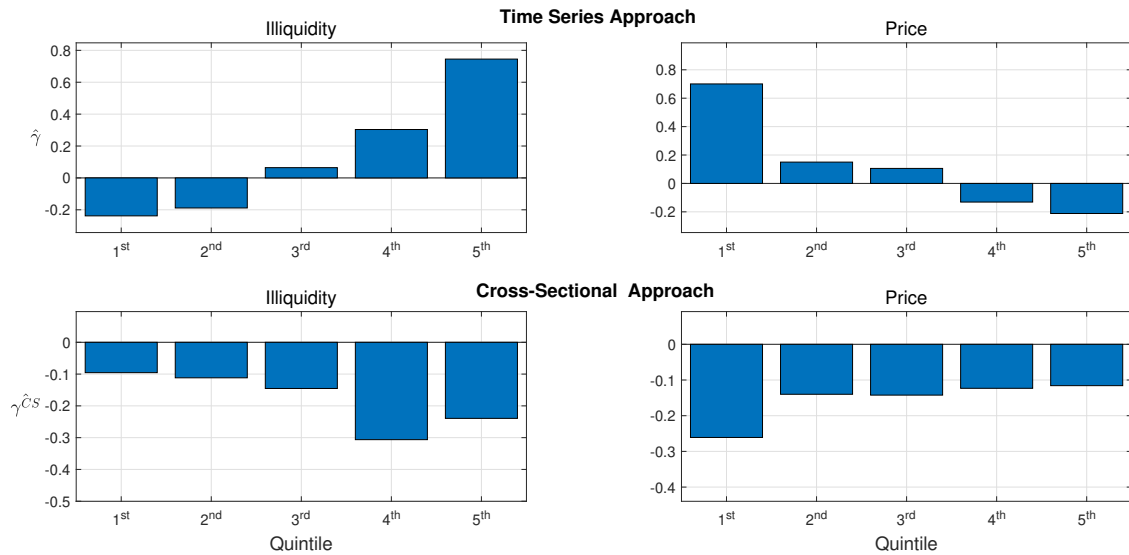 Time Series Approach
Illiquidity
Price
0.8
0.6
0.4
0.2
0
-0.2
γ̂
1st 2nd 3rd 4th 5th
0.8
0.6
0.4
0.2
0
-0.2
1st 2nd 3rd 4th 5th
Cross-Sectional Approach
Illiquidity
Price
0
-0.1
-0.2
-0.3
-0.4
-0.5
γ^ĈS
1st 2nd 3rd 4th 5th
Quintile
0
-0.1
-0.2
-0.3
-0.4
1st 2nd 3rd 4th 5th
Quintile